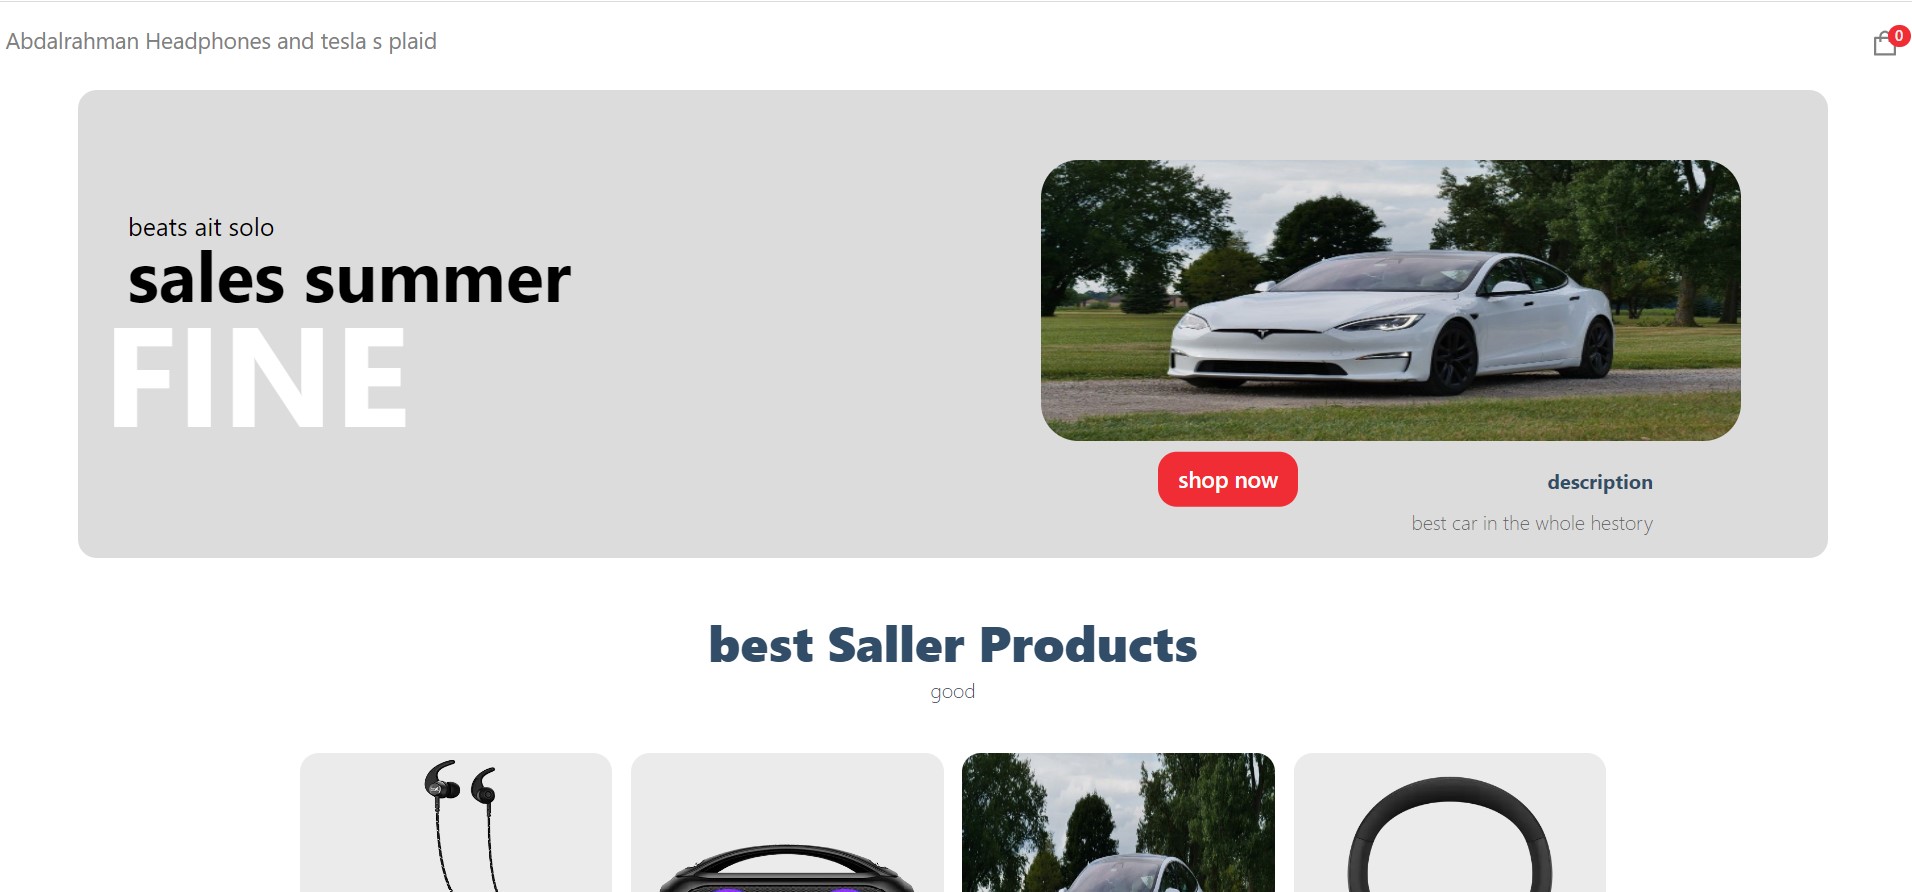 Abdalrahman Headphones and tesla s plaid
0
beats ait solo
sales summer
FINE
shop now
description
best car in the whole hestory
best Saller Products
good